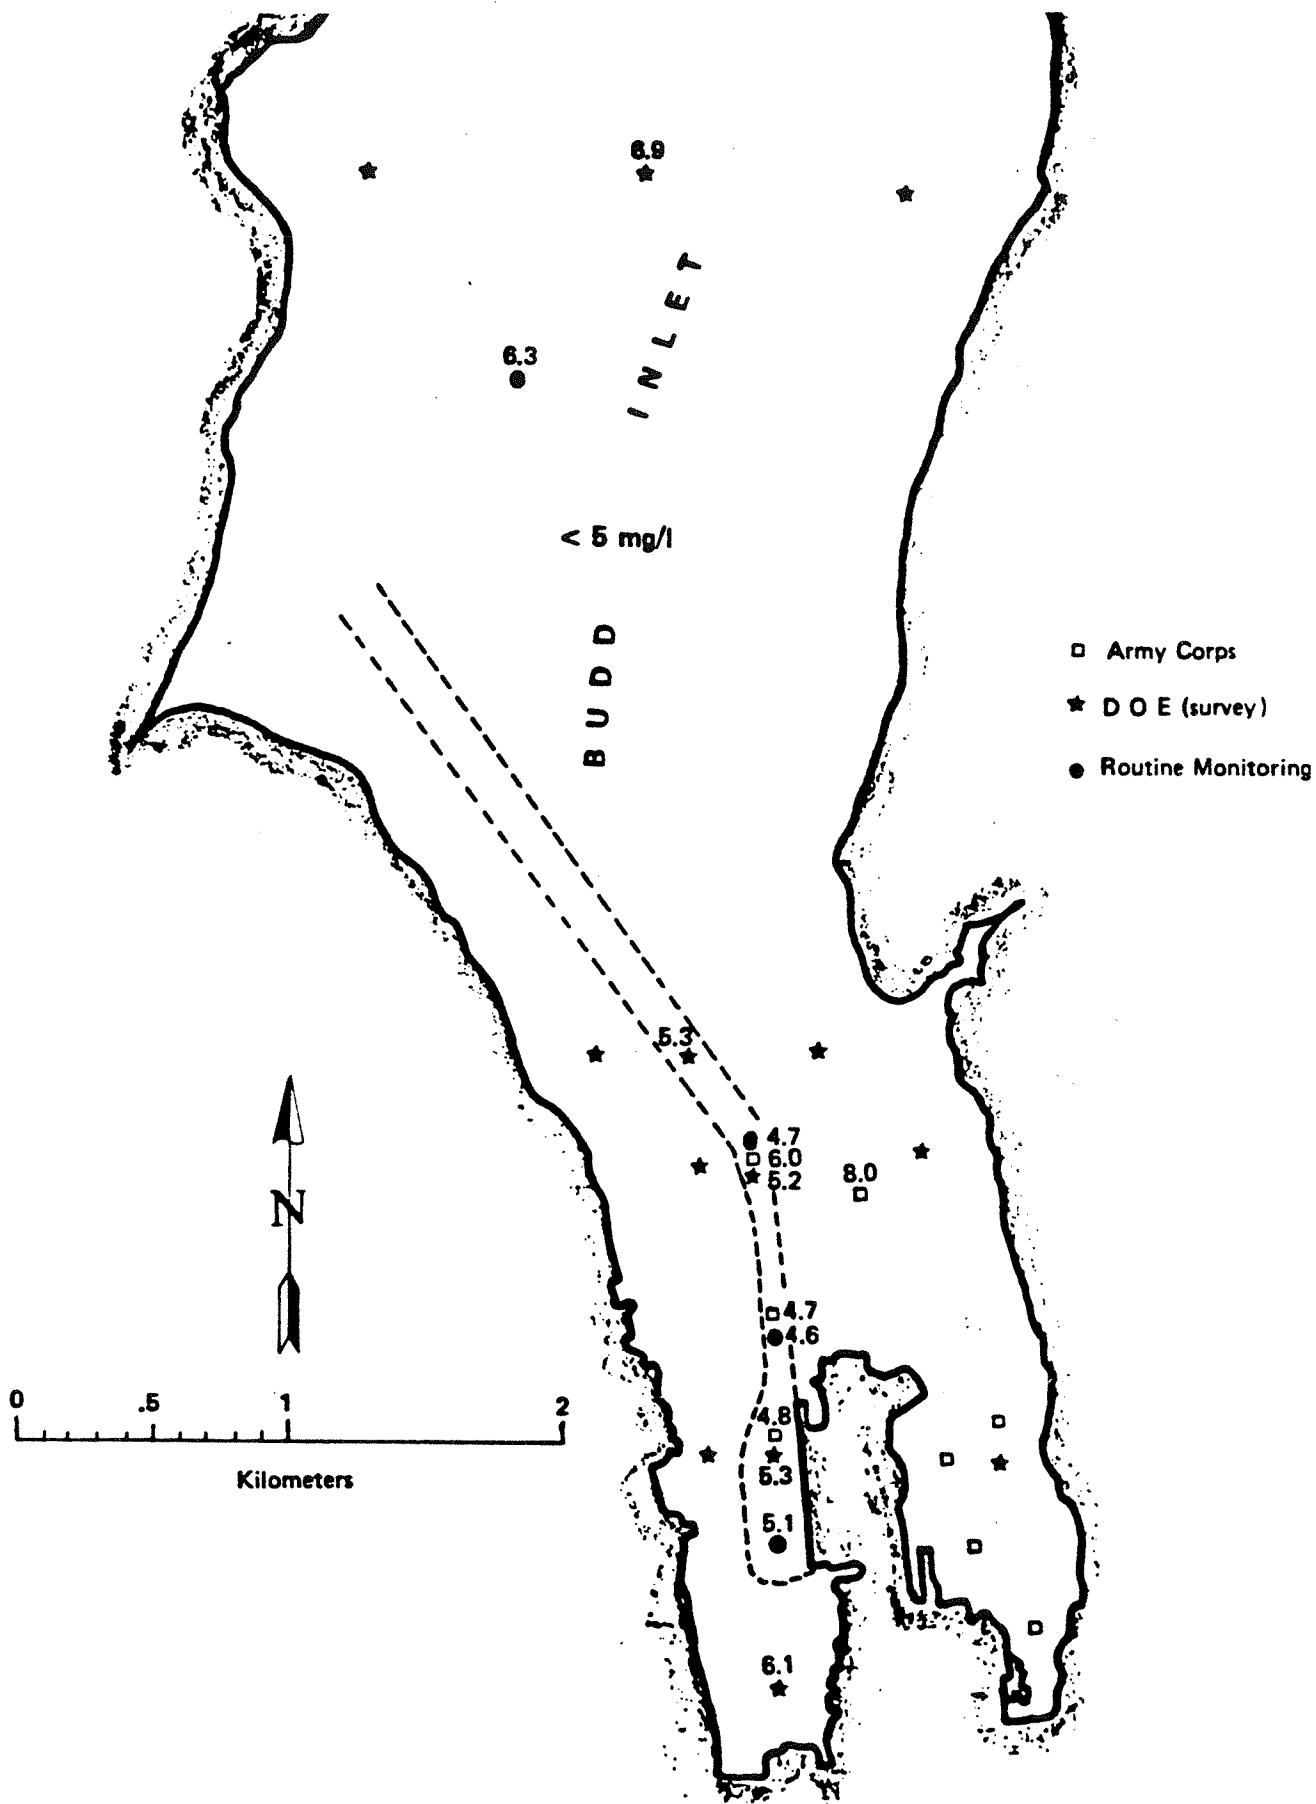 6.9
INLET
6.3
< 5 mg/l
BUDD
Army Corps
D O E (survey)
Routine Monitoring
5.3
4.7
6.0
5.2
8.0
N
4.7
4.6
0 .5 1 2
Kilometers
4.8
5.3
5.1
6.1